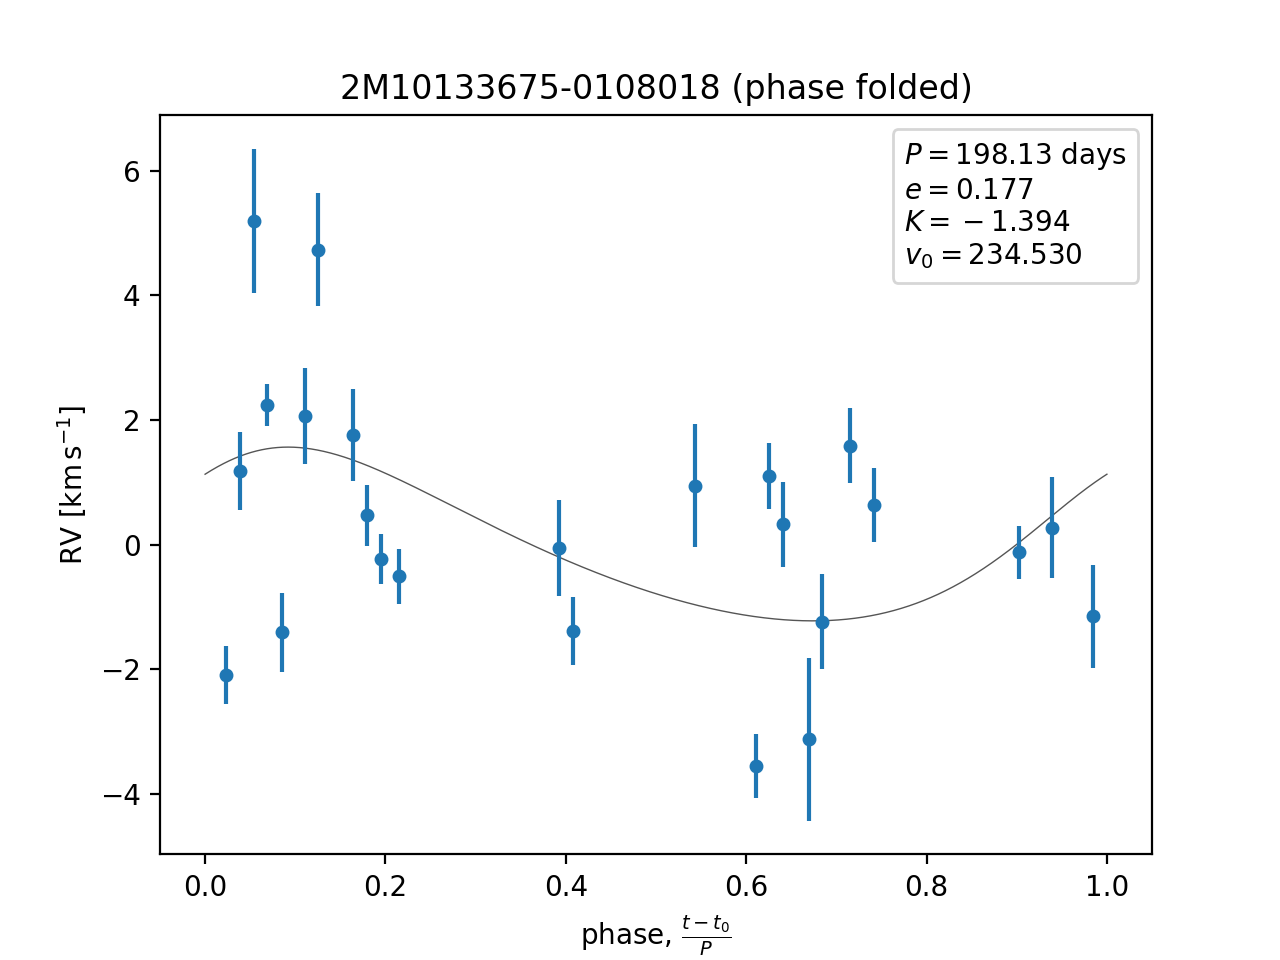 2M10133675-0108018 (phase folded)
P = 198.13 days
e = 0.177
K = −1.394
v₀ = 234.530
6
4
2
0
−2
−4
RV [km s⁻¹]
0.0 0.2 0.4 0.6 0.8 1.0
phase, (t − t₀)/P